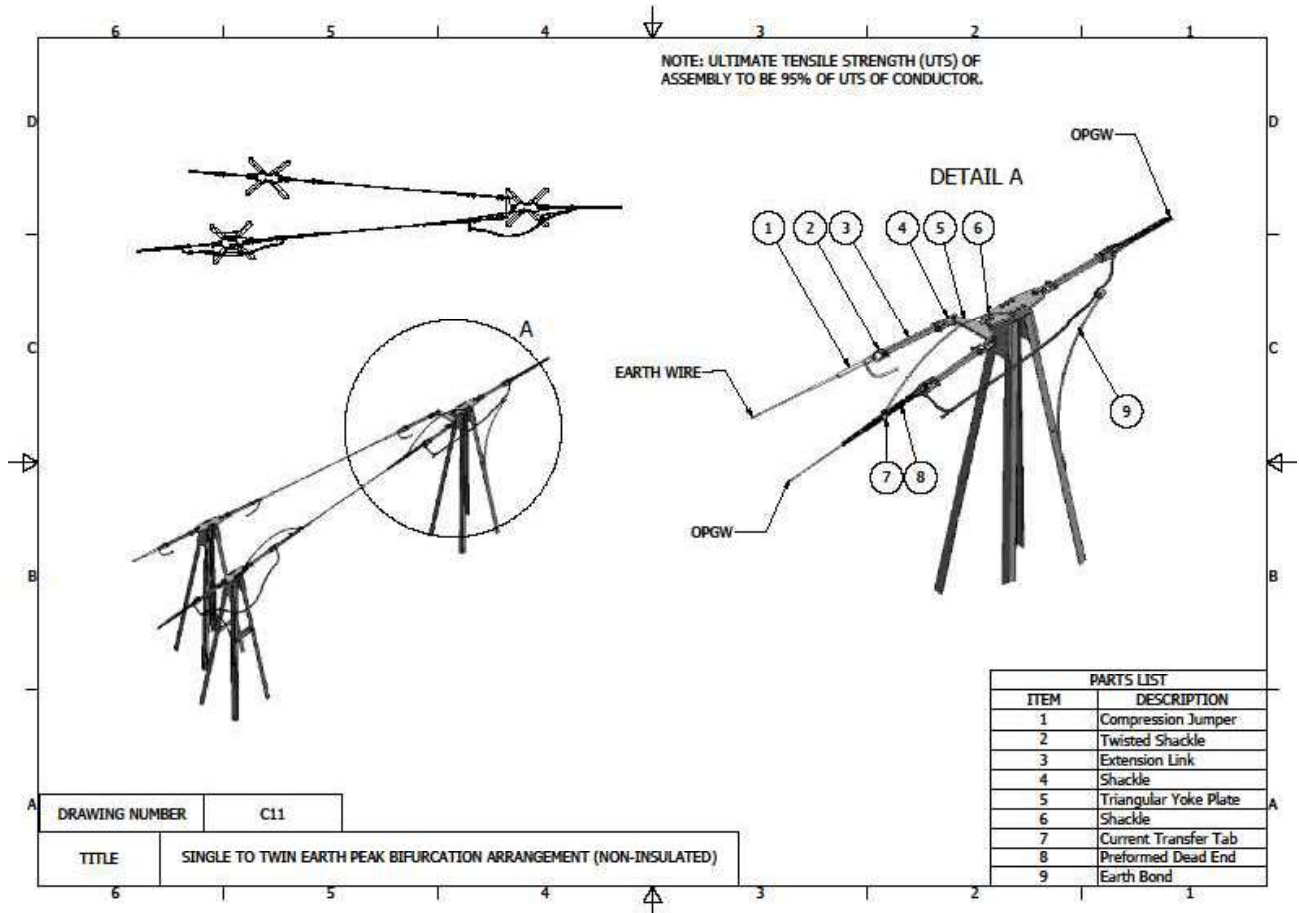 6 5 4 3 2 1
NOTE: ULTIMATE TENSILE STRENGTH (UTS) OF
ASSEMBLY TO BE 95% OF UTS OF CONDUCTOR.
D D
OPGW
DETAIL A
1 2 3 4 5 6
A
C C
EARTH WIRE
9
7 8
OPGW
B B
PARTS LIST
ITEM DESCRIPTION
1 Compression Jumper
2 Twisted Shackle
3 Extension Link
4 Shackle
5 Triangular Yoke Plate
6 Shackle
7 Current Transfer Tab
8 Preformed Dead End
9 Earth Bond
A A
DRAWING NUMBER C11
TITLE SINGLE TO TWIN EARTH PEAK BIFURCATION ARRANGEMENT (NON-INSULATED)
6 5 4 3 2 1